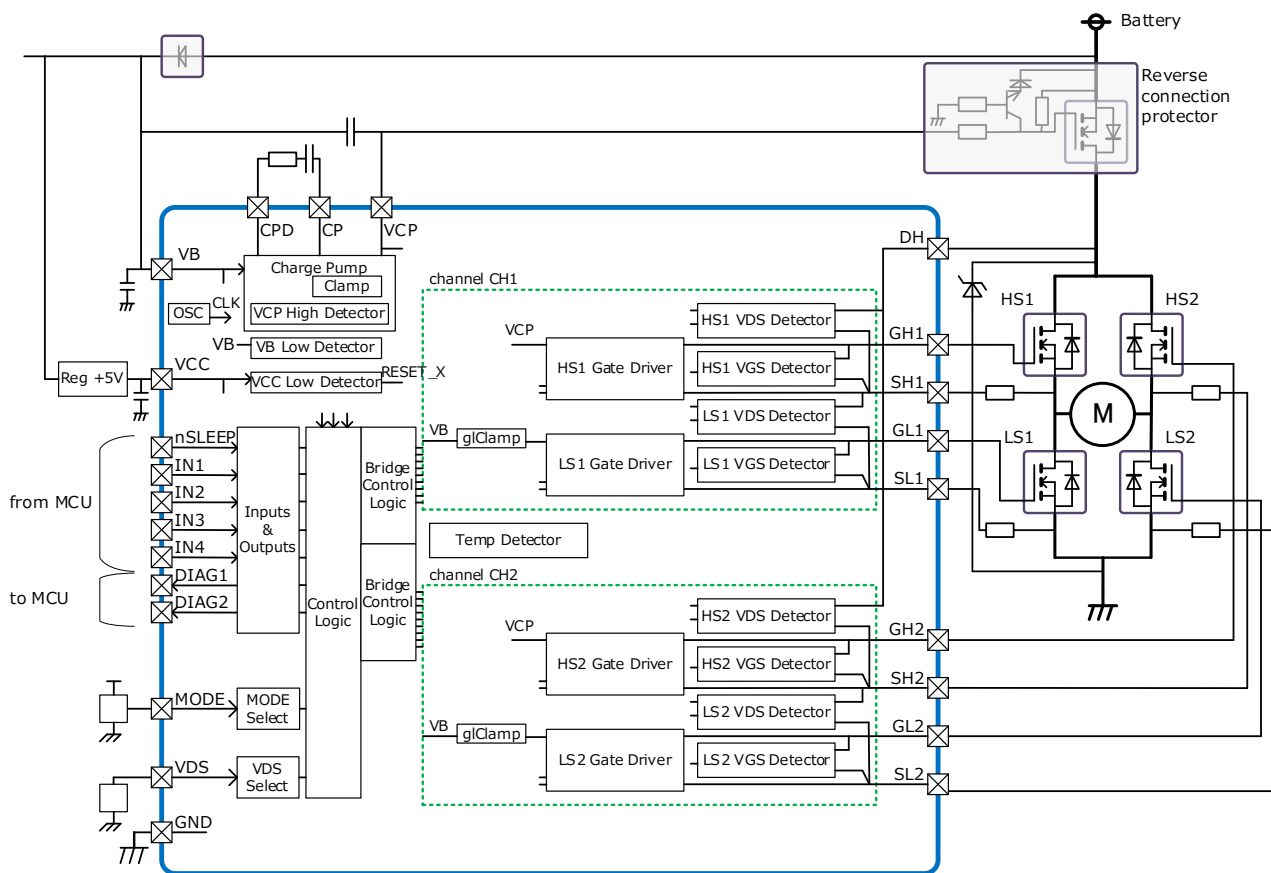 Battery
Reverse
connection
protector
CPD
CP
VCP
VB
Charge Pump
Clamp
OSC
CLK
VCP High Detector
VB
VB Low Detector
VCC
Reg +5V
VCC Low Detector
RESET_X
channel CH1
DH
HS1 VDS Detector
VCP
HS1 Gate Driver
HS1 VGS Detector
LS1 VDS Detector
VB
glClamp
LS1 Gate Driver
LS1 VGS Detector
GH1
SH1
GL1
SL1
HS1
HS2
M
LS1
LS2
from MCU
nSLEEP
IN1
IN2
IN3
IN4
to MCU
DIAG1
DIAG2
Inputs
&
Outputs
Control
Logic
Bridge
Control
Logic
Bridge
Control
Logic
Temp Detector
channel CH2
HS2 VDS Detector
VCP
HS2 Gate Driver
HS2 VGS Detector
LS2 VDS Detector
VB
glClamp
LS2 Gate Driver
LS2 VGS Detector
GH2
SH2
GL2
SL2
MODE
MODE
Select
VDS
VDS
Select
GND